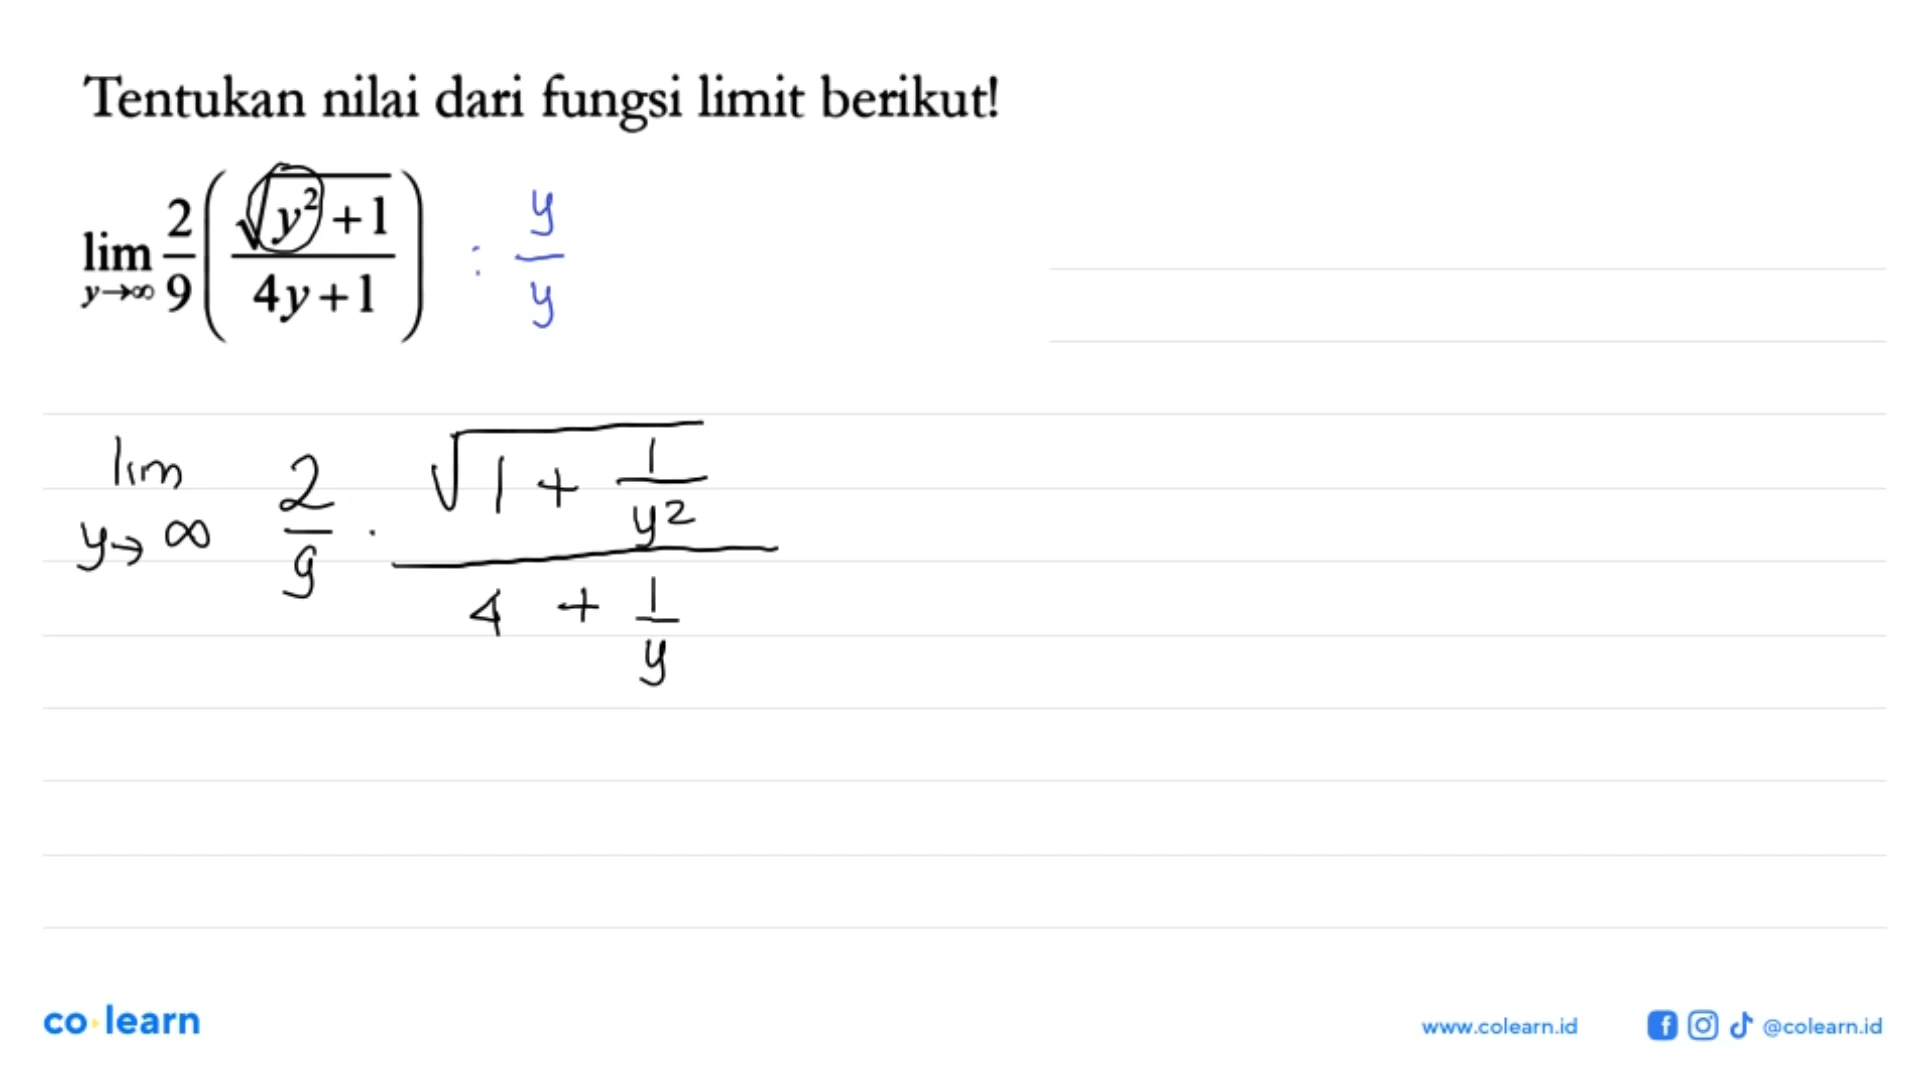 Tentukan nilai dari fungsi limit berikut!
lim y→∞ 2/9 (√(y²+1) / (4y+1)) : y/y
lim y→∞ 2/9 · √(1 + 1/y²) / (4 + 1/y)
co learn
www.colearn.id
@colearn.id